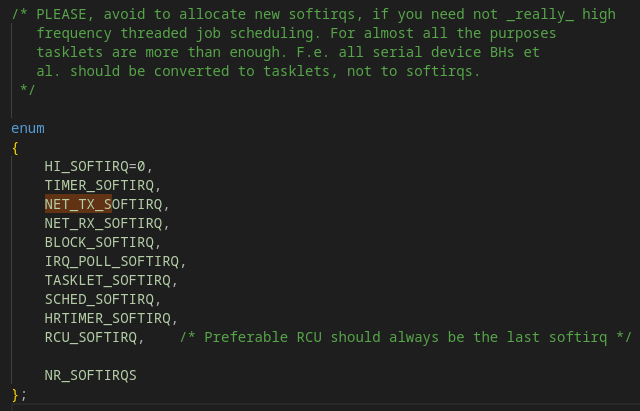 /* PLEASE, avoid to allocate new softirqs, if you need not _really_ high
   frequency threaded job scheduling. For almost all the purposes
   tasklets are more than enough. F.e. all serial device BHs et
   al. should be converted to tasklets, not to softirqs.
 */
enum
{
    HI_SOFTIRQ=0,
    TIMER_SOFTIRQ,
    NET_TX_SOFTIRQ,
    NET_RX_SOFTIRQ,
    BLOCK_SOFTIRQ,
    IRQ_POLL_SOFTIRQ,
    TASKLET_SOFTIRQ,
    SCHED_SOFTIRQ,
    HRTIMER_SOFTIRQ,
    RCU_SOFTIRQ,    /* Preferable RCU should always be the last softirq */
    NR_SOFTIRQS
};